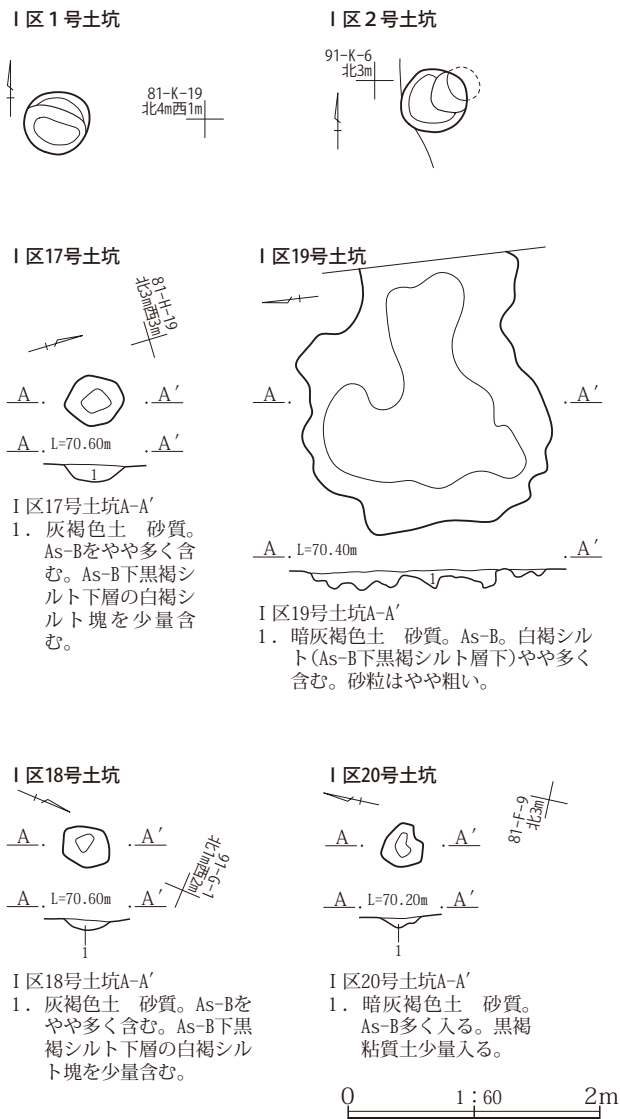 Ⅰ区1号土坑
81-K-19
北4m西1m
Ⅰ区2号土坑
91-K-6
北3m
Ⅰ区17号土坑
81-H-19
北3m西3m
A . . A′
A . L=70.60m . A′
1
Ⅰ区17号土坑A-A′
1. 灰褐色土 砂質。
As-Bをやや多く含
む。As-B下黒褐シ
ルト下層の白褐シ
ルト塊を少量含
む。
Ⅰ区19号土坑
A . . A′
A . L=70.40m . A′
1
Ⅰ区19号土坑A-A′
1. 暗灰褐色土 砂質。As-B。白褐シル
ト(As-B下黒褐シルト層下)やや多く
含む。砂粒はやや粗い。
Ⅰ区18号土坑
A . . A′
91-G-1
北1m西2m
A . L=70.60m . A′
1
Ⅰ区18号土坑A-A′
1. 灰褐色土 砂質。As-Bを
やや多く含む。As-B下黒
褐シルト下層の白褐シル
ト塊を少量含む。
Ⅰ区20号土坑
81-F-9
北3m
A . . A′
A . L=70.20m . A′
1
Ⅰ区20号土坑A-A′
1. 暗灰褐色土 砂質。
As-B多く入る。黒褐
粘質土少量入る。
0 1:60 2m